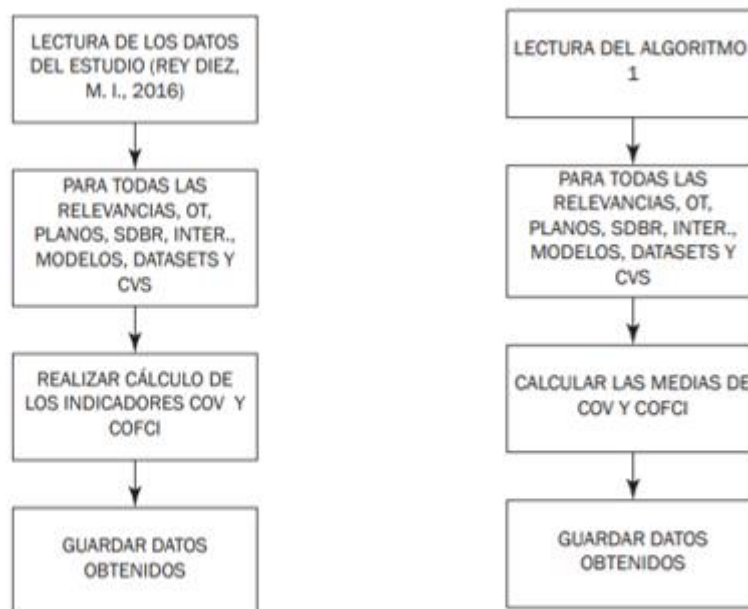 LECTURA DE LOS DATOS
DEL ESTUDIO (REY DIEZ,
M. I., 2016)
PARA TODAS LAS
RELEVANCIAS, OT,
PLANOS, SDBR, INTER.,
MODELOS, DATASETS Y
CVS
REALIZAR CÁLCULO DE
LOS INDICADORES COV Y
COFCI
GUARDAR DATOS
OBTENIDOS
LECTURA DEL ALGORITMO
1
PARA TODAS LAS
RELEVANCIAS, OT,
PLANOS, SDBR, INTER.,
MODELOS, DATASETS Y
CVS
CALCULAR LAS MEDIAS DE
COV Y COFCI
GUARDAR DATOS
OBTENIDOS